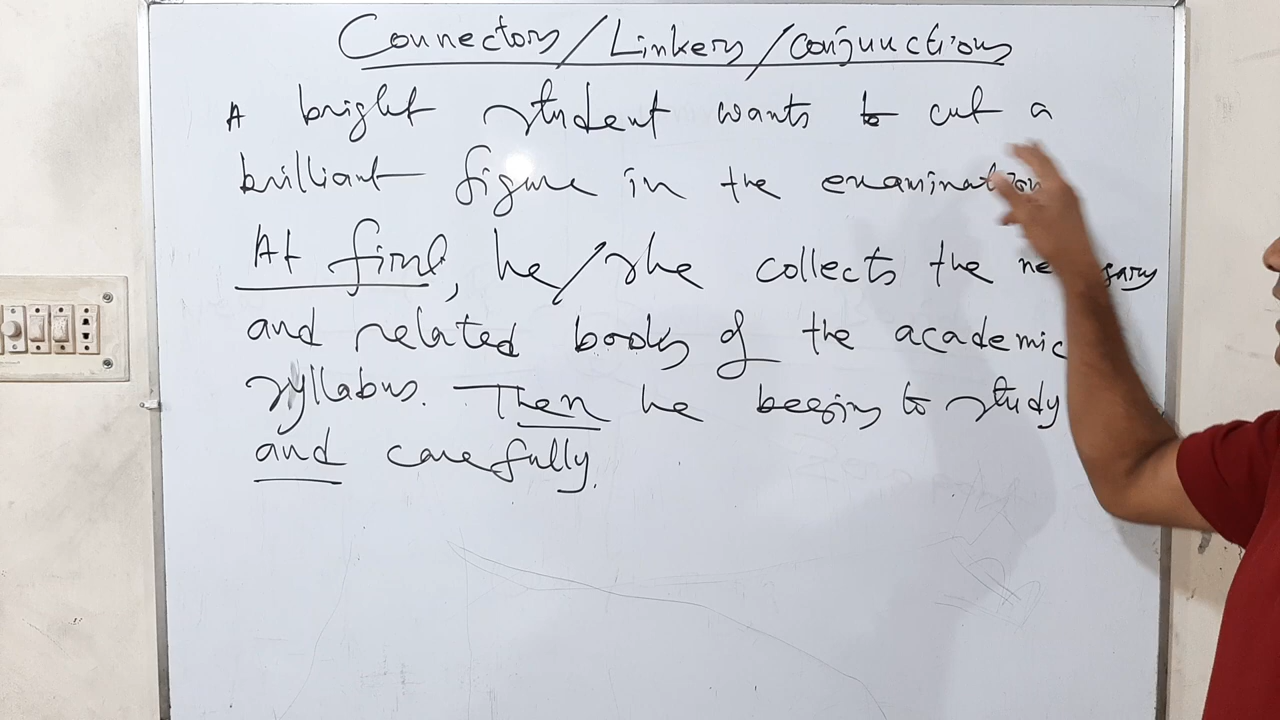 Connectors/Linkers/Conjunctions
A bright student wants to cut a
brilliant figure in the examination
At first, he/she collects the necessary
and related books of the academic
syllabus. Then he begins to study
and carefully.